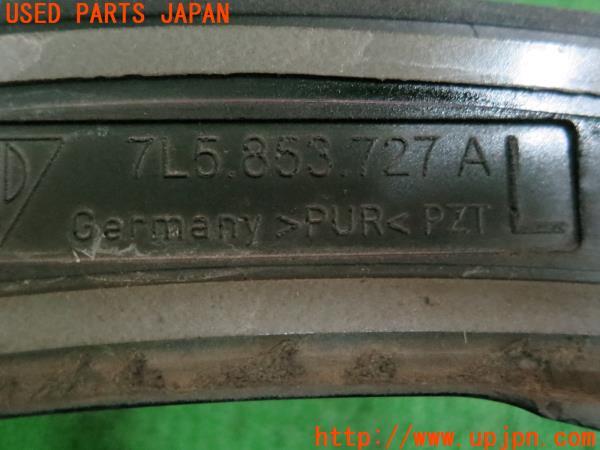 USED PARTS JAPAN
7L5.853.727 A
L
Germany >PUR< PZT
http://www.upjpn.com/